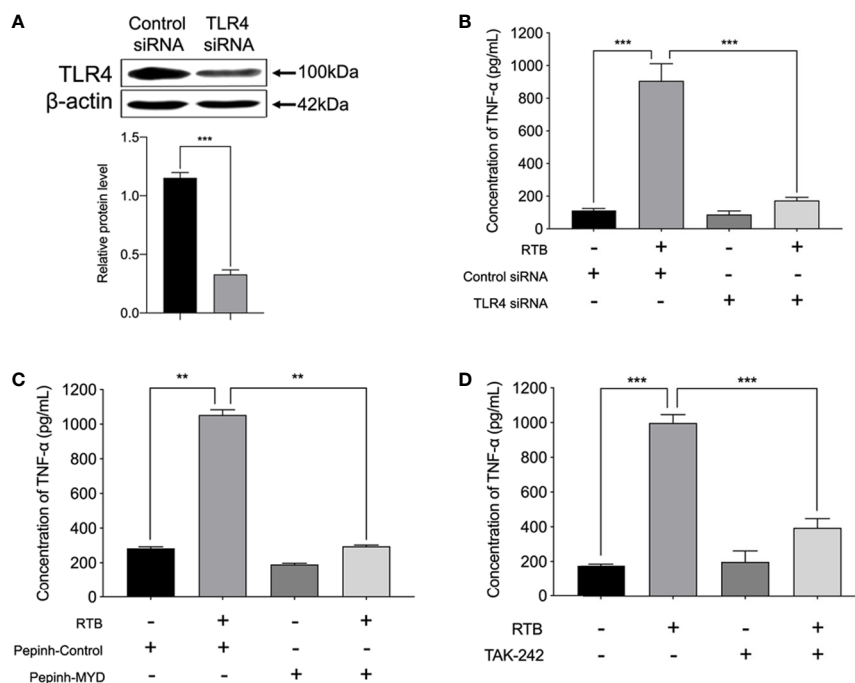 A
Control TLR4
siRNA siRNA
TLR4 100kDa
β-actin 42kDa
1.5
***
1.0
0.5
0.0
Relative protein level
B
1200
1000
800
600
400
200
0
Concentration of TNF-α (pg/mL)
*** ***
RTB - + - +
Control siRNA + + - -
TLR4 siRNA - - + +
C
1200
1000
800
600
400
200
0
Concentration of TNF-α (pg/mL)
** **
RTB - + - +
Pepinh-Control + + - -
Pepinh-MYD - - + +
D
1200
1000
800
600
400
200
0
Concentration of TNF-α (pg/mL)
*** ***
RTB - + - +
TAK-242 - - + +